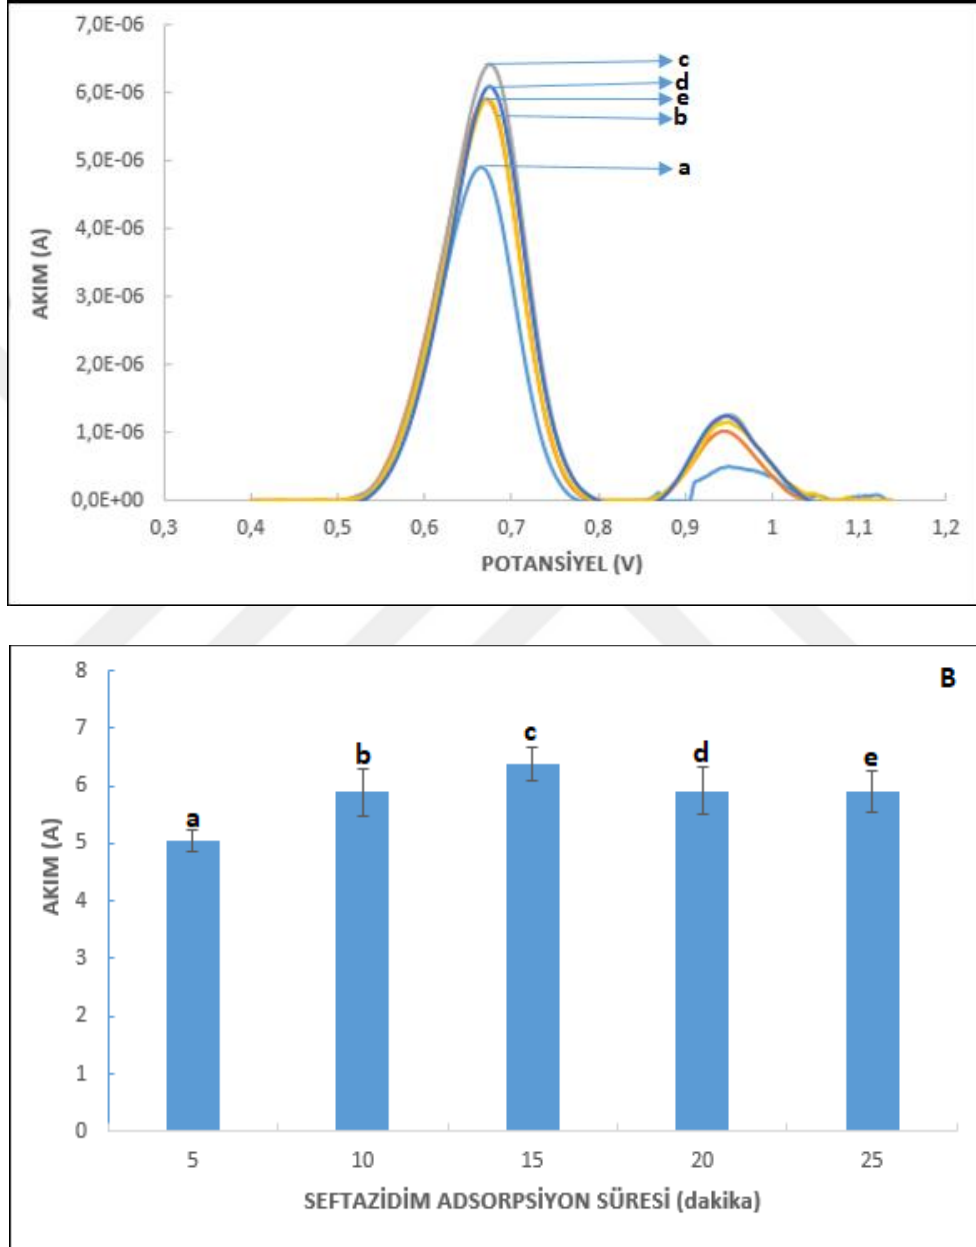 7,0E-06
6,0E-06
5,0E-06
4,0E-06
3,0E-06
2,0E-06
1,0E-06
0,0E+00
AKIM (A)
c
d
e
b
a
0,3 0,4 0,5 0,6 0,7 0,8 0,9 1 1,1 1,2
POTANSİYEL (V)
B
8
7
6
5
4
3
2
1
0
AKIM (A)
a b c d e
5 10 15 20 25
SEFTAZİDİM ADSORPSİYON SÜRESİ (dakika)